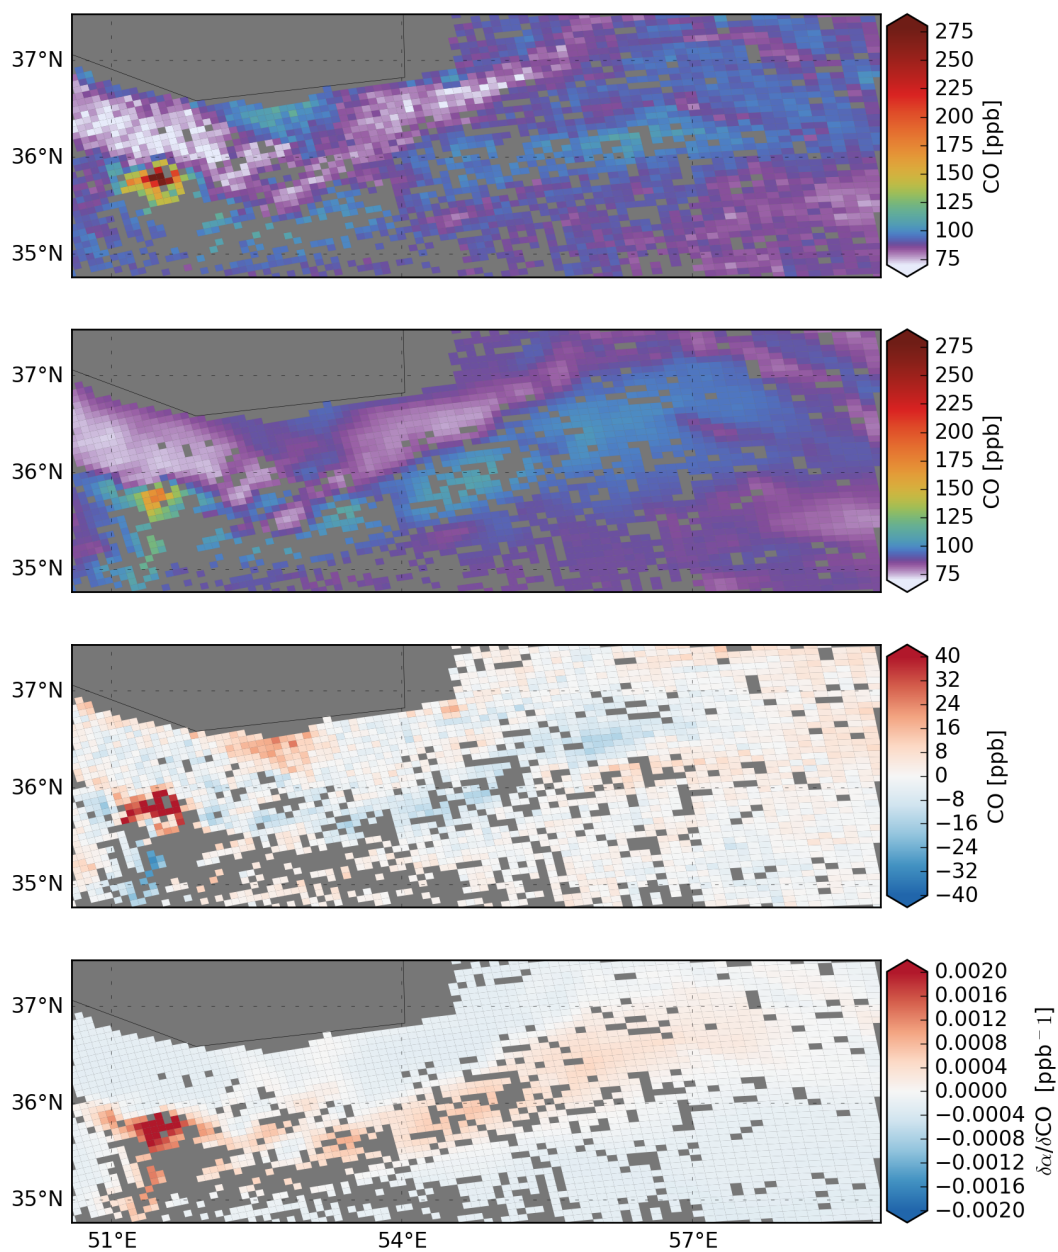 37°N
36°N
35°N
275
250
225
200
175
150
125
100
75
CO [ppb]
37°N
36°N
35°N
275
250
225
200
175
150
125
100
75
CO [ppb]
37°N
36°N
35°N
40
32
24
16
8
0
−8
−16
−24
−32
−40
CO [ppb]
37°N
36°N
35°N
0.0020
0.0016
0.0012
0.0008
0.0004
0.0000
−0.0004
−0.0008
−0.0012
−0.0016
−0.0020
δα/δCO [ppb⁻1]
51°E 54°E 57°E